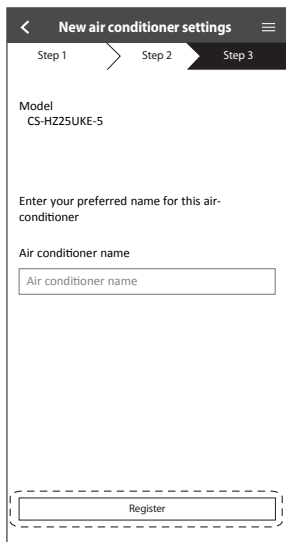 New air conditioner settings
Step 1 Step 2 Step 3
Model
CS-HZ25UKE-5
Enter your preferred name for this air-
conditioner
Air conditioner name
Air conditioner name
Register